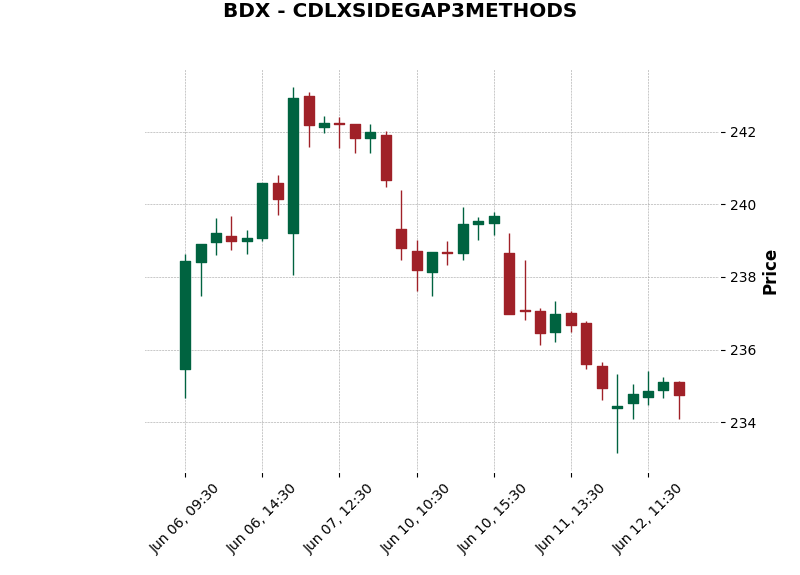 BDX - CDLXSIDEGAP3METHODS
242
240
238
236
234
Price
Jun 06, 09:30
Jun 06, 14:30
Jun 07, 12:30
Jun 10, 10:30
Jun 10, 15:30
Jun 11, 13:30
Jun 12, 11:30